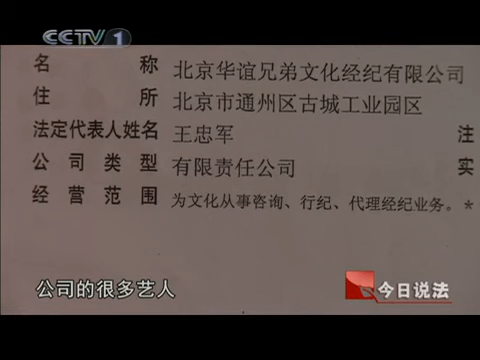 CCTV 1
名 称 北京华谊兄弟文化经纪有限公司
住 所 北京市通州区古城工业园区
法定代表人姓名 王忠军 注
公司类型 有限责任公司 实
经营范围 为文化从事咨询、行纪、代理经纪业务。*
公司的很多艺人
今日说法